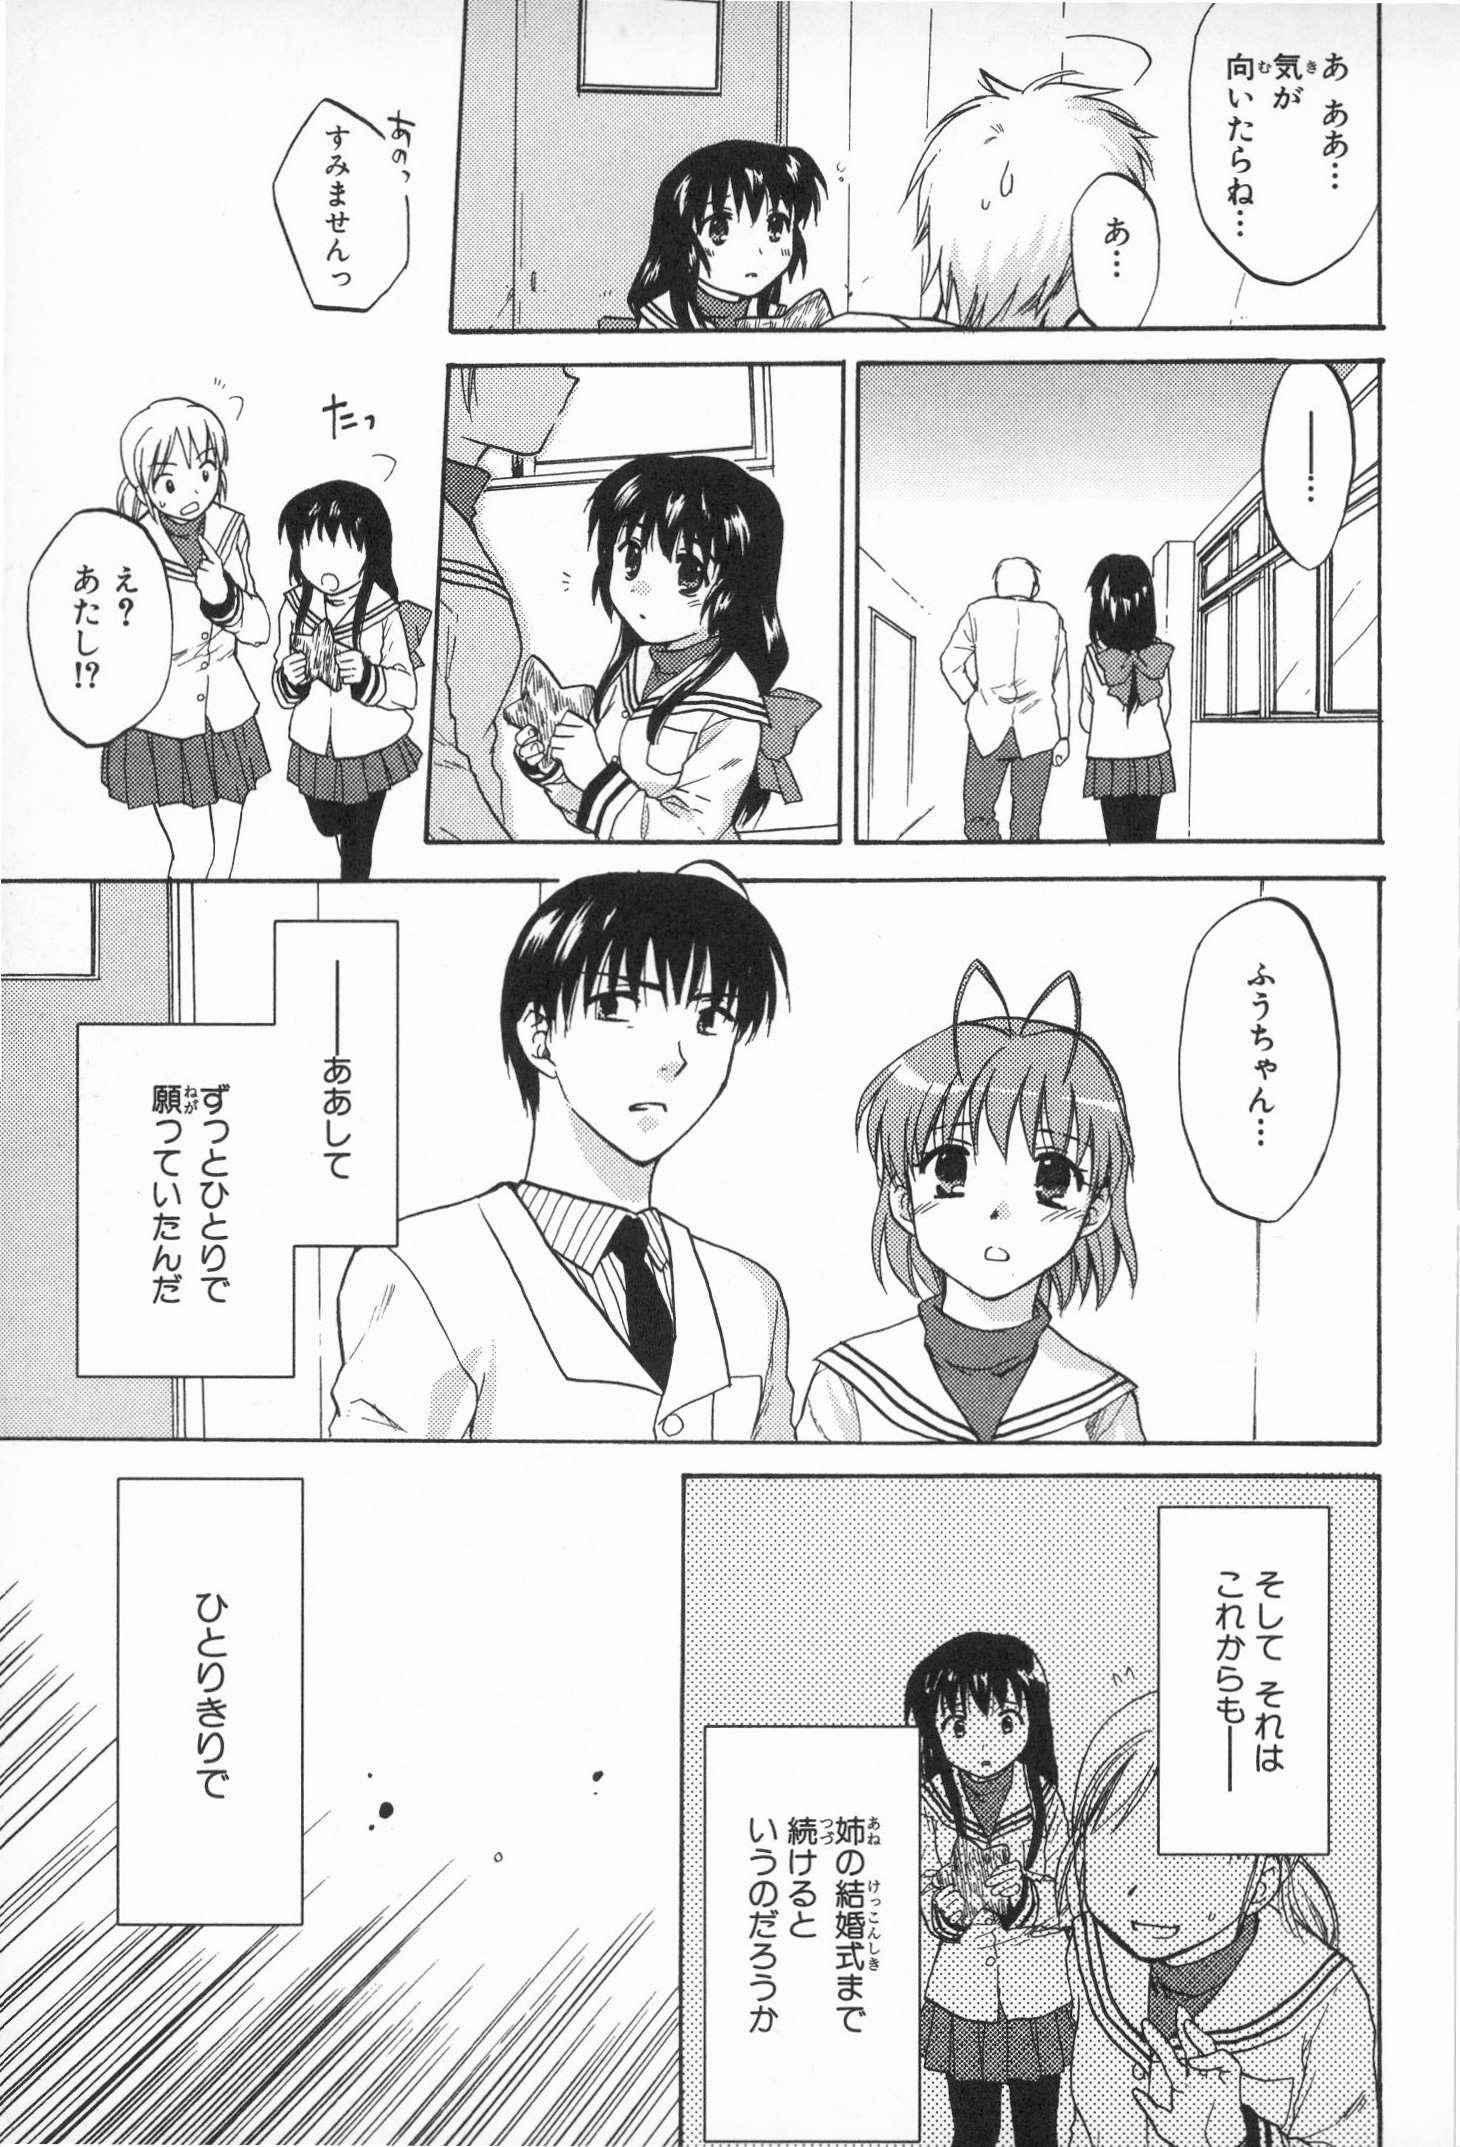 あ ああ…
気が
向いたらね…
あ…
――……
あのっ
すみませんっ
たっ
え？
あたし!?
ふうちゃん…
――ああして
ずっとひとりで
願っていたんだ
そして それは
これからも――
姉の結婚式まで
続けると
いうのだろうか
ひとりきりで